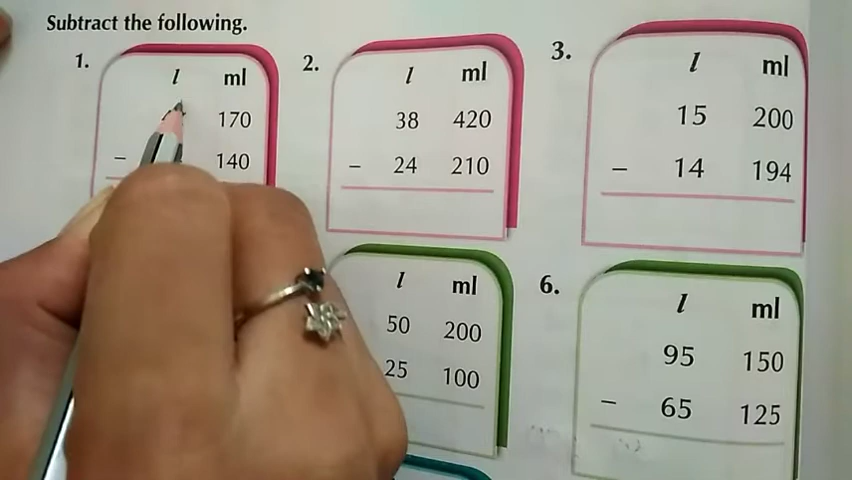 Subtract the following.
1.
l ml
170
– 140
2.
l ml
38 420
– 24 210
3.
l ml
15 200
– 14 194
l ml
50 200
25 100
6.
l ml
95 150
– 65 125